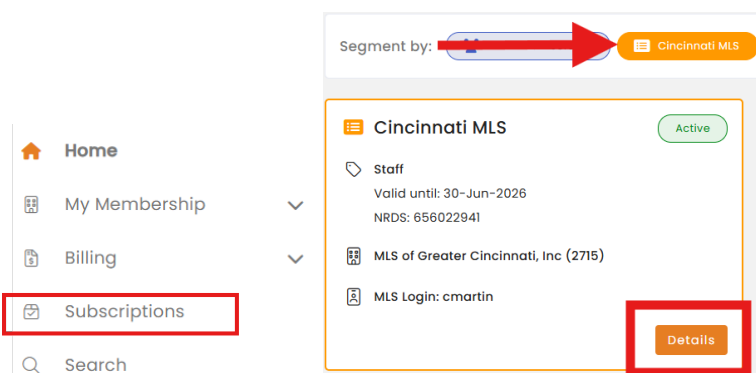 Home
My Membership
Billing
Subscriptions
Search
Segment by:
Cincinnati MLS
Cincinnati MLS
Active
Staff
Valid until: 30-Jun-2026
NRDS: 656022941
MLS of Greater Cincinnati, Inc (2715)
MLS Login: cmartin
Details